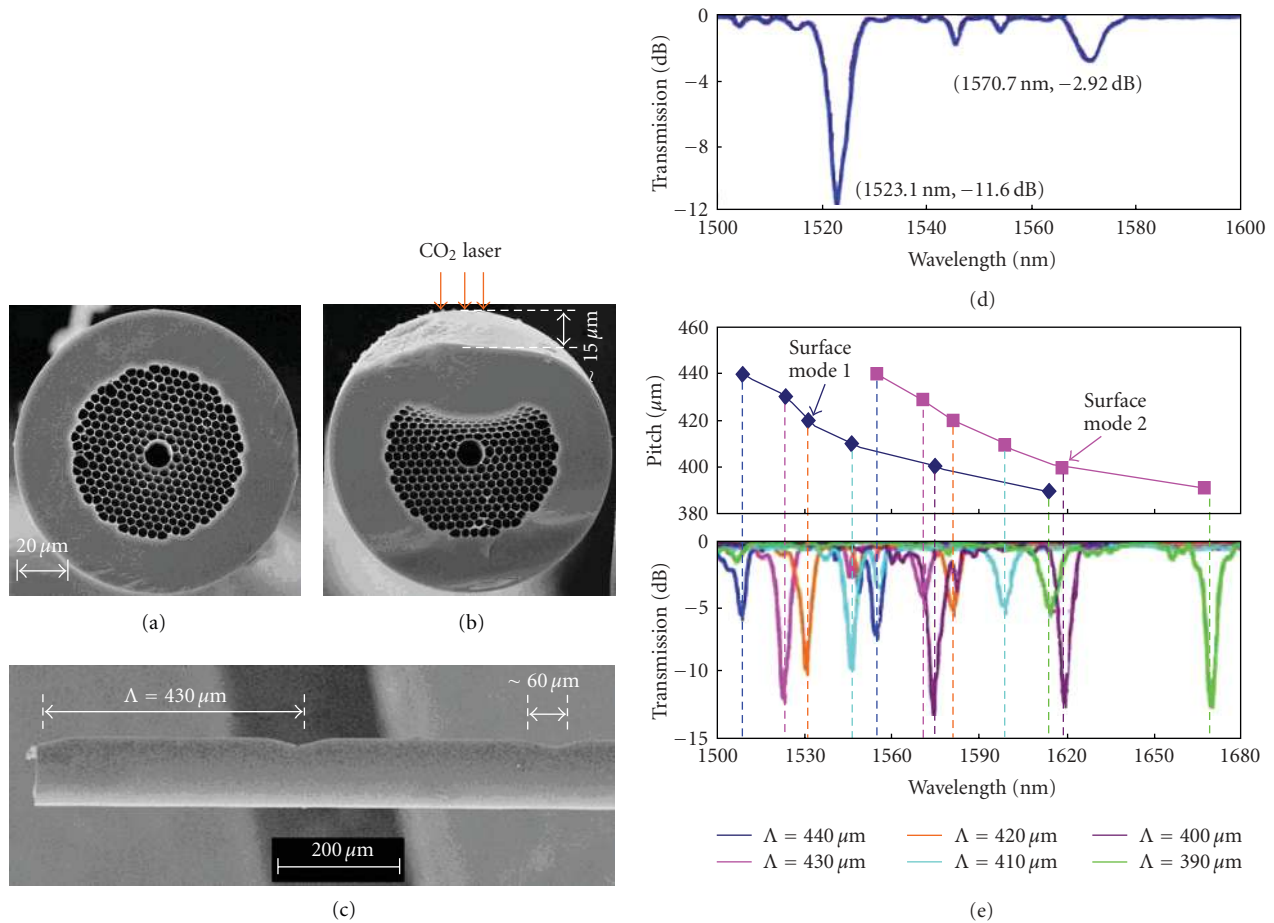 CO₂ laser
~ 15 μm
20 μm
(a)
(b)
Λ = 430 μm
~ 60 μm
200 μm
(c)
Transmission (dB)
0
−4
−8
−12
(1570.7 nm, −2.92 dB)
(1523.1 nm, −11.6 dB)
1500 1520 1540 1560 1580 1600
Wavelength (nm)
(d)
Pitch (μm)
460
440
420
400
380
Surface
mode 1
Surface
mode 2
Transmission (dB)
0
−5
−10
−15
1500 1530 1560 1590 1620 1650 1680
Wavelength (nm)
Λ = 440 μm
Λ = 420 μm
Λ = 400 μm
Λ = 430 μm
Λ = 410 μm
Λ = 390 μm
(e)